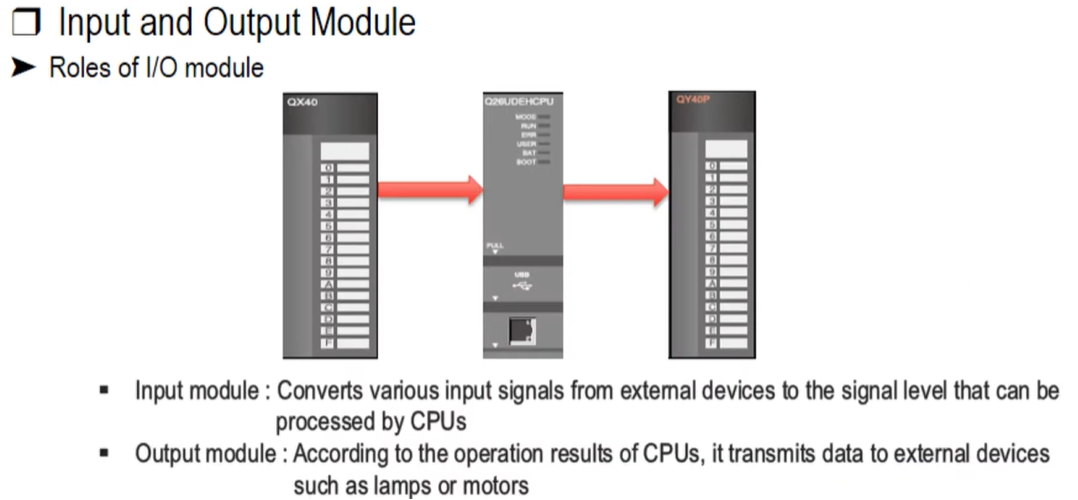 Input and Output Module
Roles of I/O module
QX40
Q26UDEHCPU
QY40P
MODE
RUN
ERR
USER
BAT
BOOT
0
1
2
3
4
5
6
7
8
9
A
B
C
D
E
F
PULL
USB
0
1
2
3
4
5
6
7
8
9
A
B
C
D
E
F
Input module : Converts various input signals from external devices to the signal level that can be
processed by CPUs
Output module : According to the operation results of CPUs, it transmits data to external devices
such as lamps or motors